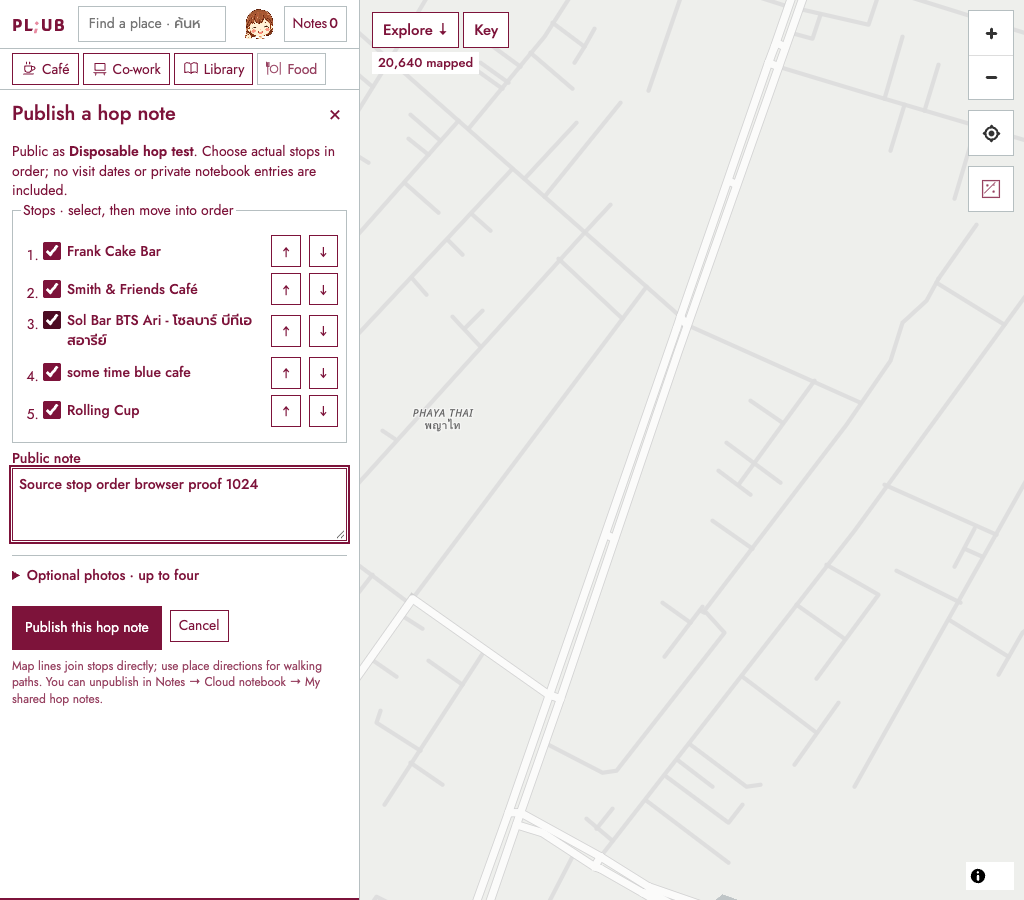 PL:UB
Find a place · ค้นห
Notes 0
Café
Co-work
Library
Food
Publish a hop note
×
Public as Disposable hop test. Choose actual stops in
order; no visit dates or private notebook entries are
included.
Stops · select, then move into order
1. Frank Cake Bar ↑ ↓
2. Smith & Friends Café ↑ ↓
3. Sol Bar BTS Ari - โซลบาร์ บีทีเอ
สอารีย์ ↑ ↓
4. some time blue cafe ↑ ↓
5. Rolling Cup ↑ ↓
Public note
Source stop order browser proof 1024
Optional photos · up to four
Publish this hop note
Cancel
Map lines join stops directly; use place directions for walking
paths. You can unpublish in Notes → Cloud notebook → My
shared hop notes.
Explore ↓
Key
20,640 mapped
PHAYA THAI
พญาไท
+
−